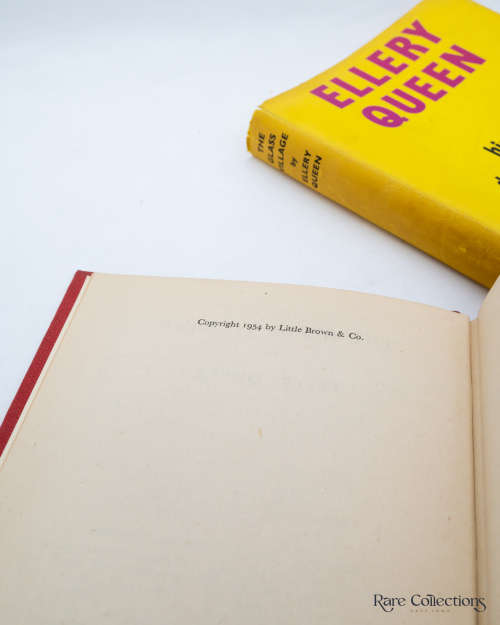 ELLERY
QUEEN
THE
GLASS
VILLAGE
by
ELLERY
QUEEN
Copyright 1954 by Little Brown & Co.
Rare Collections